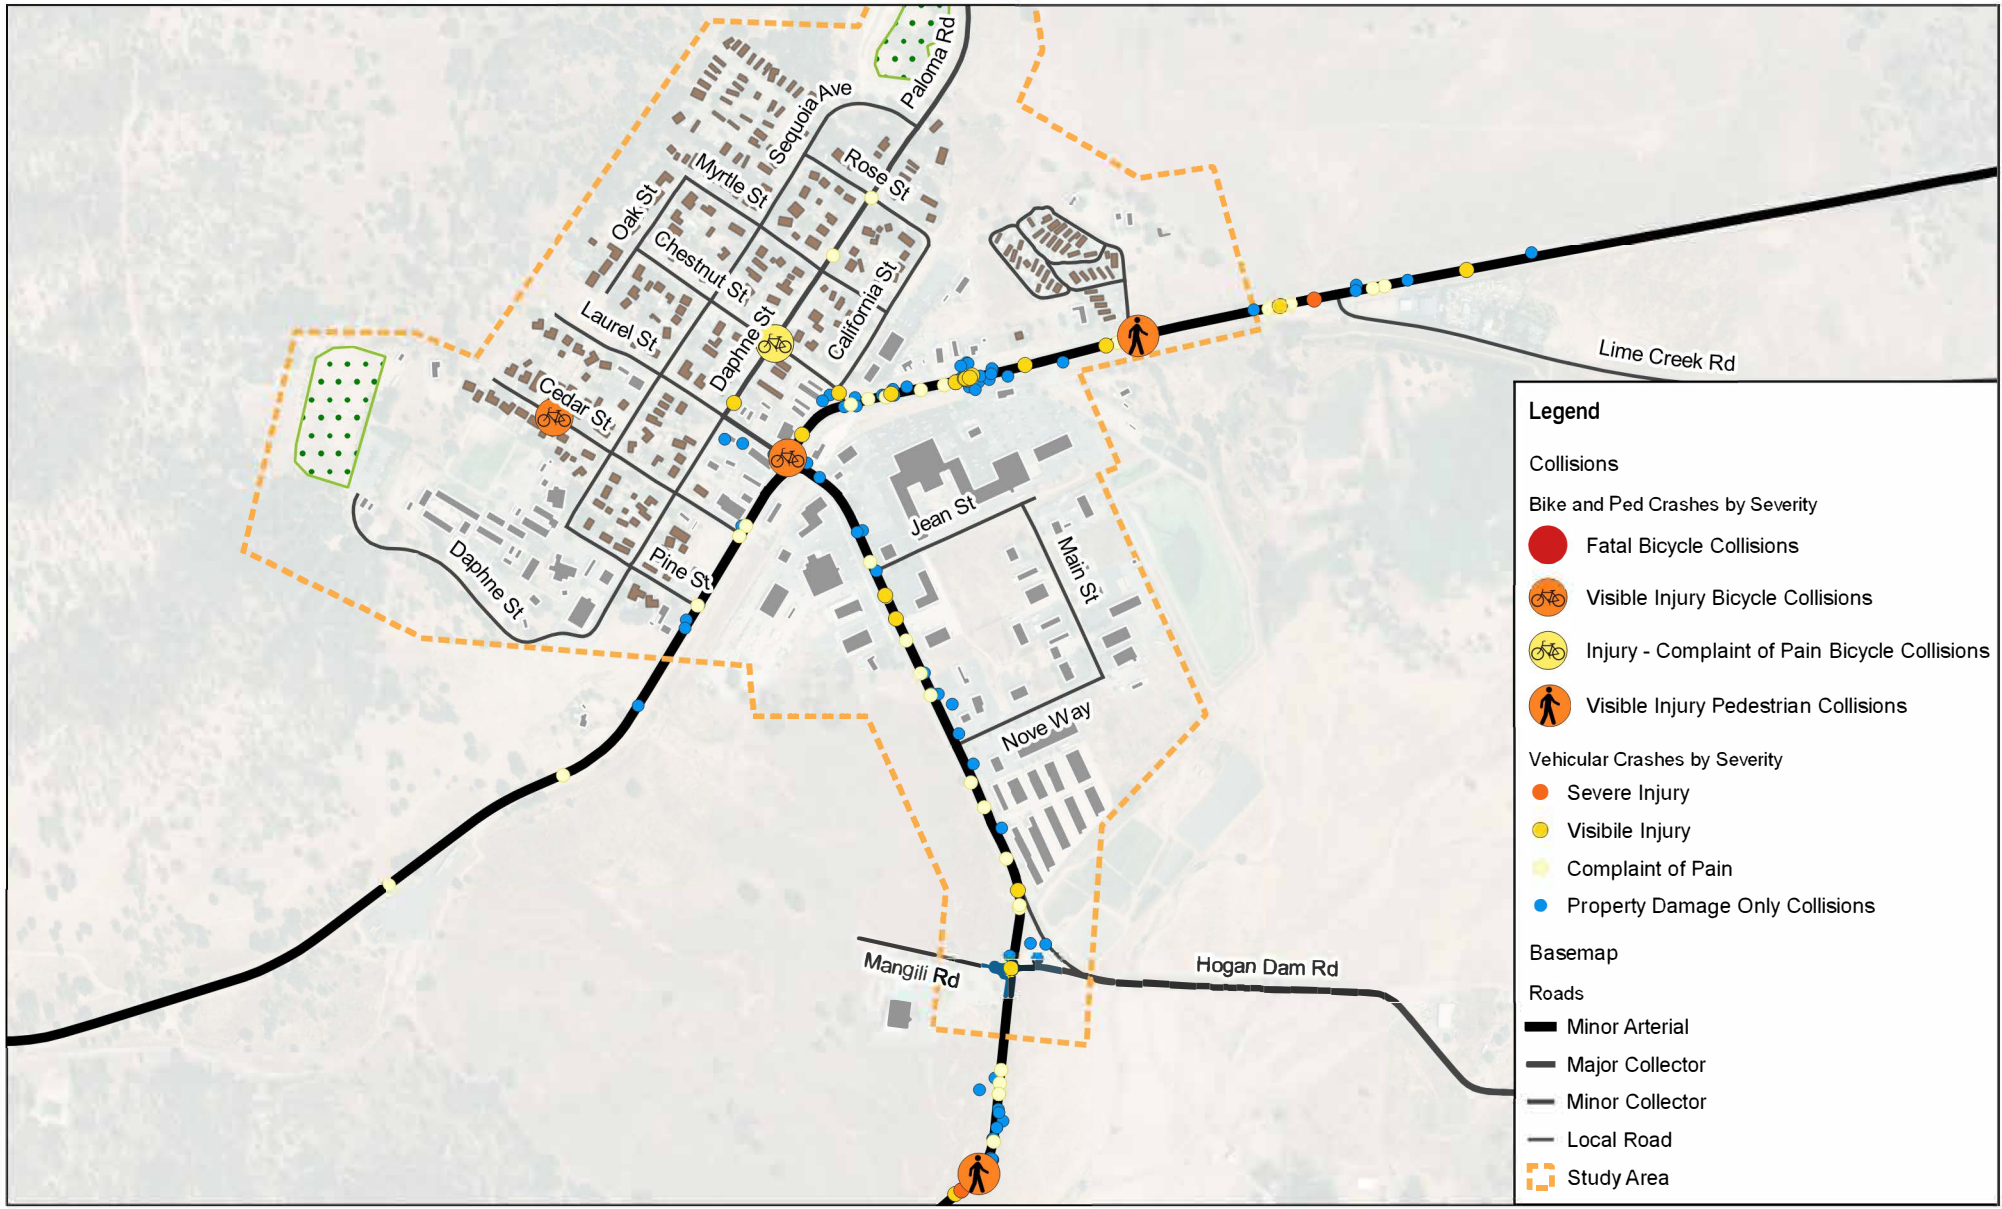 Paloma Rd
Sequoia Ave
Rose St
Myrtle St
Oak St
Chestnut St
California St
Laurel St
Daphne St
Lime Creek Rd
Cedar St
Jean St
Main St
Pine St
Daphne St
Nove Way
Mangili Rd
Hogan Dam Rd
Legend
Collisions
Bike and Ped Crashes by Severity
Fatal Bicycle Collisions
Visible Injury Bicycle Collisions
Injury - Complaint of Pain Bicycle Collisions
Visible Injury Pedestrian Collisions
Vehicular Crashes by Severity
Severe Injury
Visibile Injury
Complaint of Pain
Property Damage Only Collisions
Basemap
Roads
Minor Arterial
Major Collector
Minor Collector
Local Road
Study Area